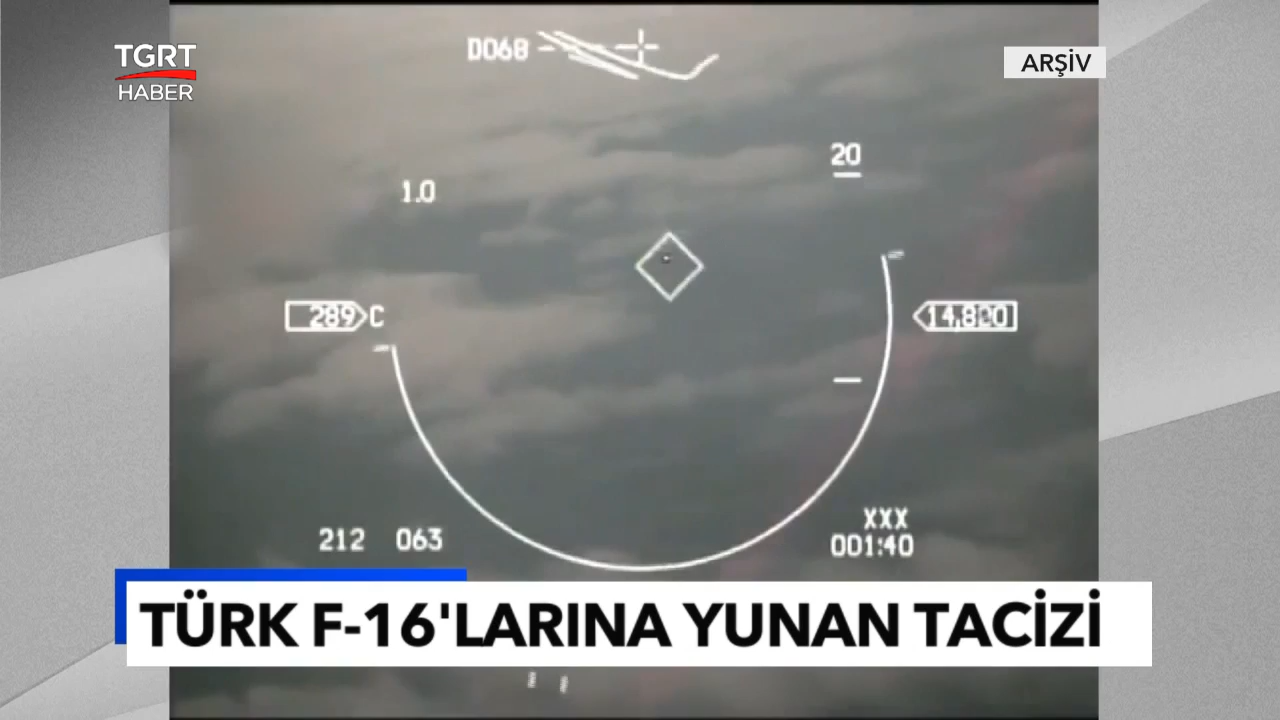 TGRT
HABER
ARŞİV
D068
20
1.0
289 C
14,800
212 063
XXX
001:40
TÜRK F-16'LARINA YUNAN TACİZİ